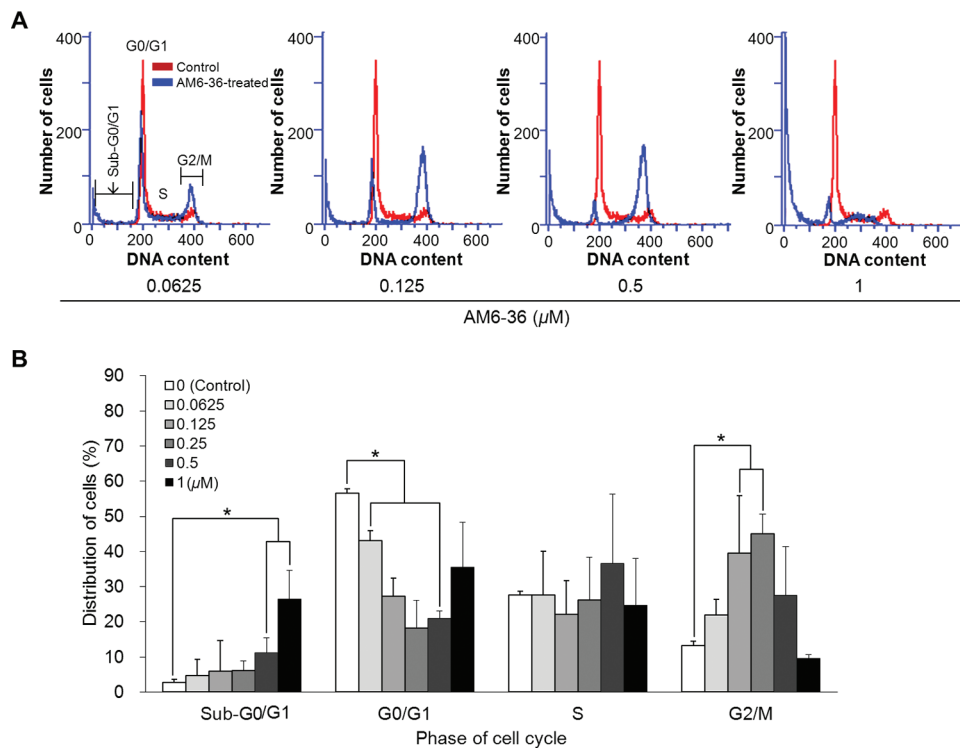 A
400
200
0
Number of cells
G0/G1
Control
AM6-36-treated
Sub-G0/G1
S
G2/M
0 200 400 600
DNA content
0.0625
400
200
0
Number of cells
0 200 400 600
DNA content
0.125
400
200
0
Number of cells
0 200 400 600
DNA content
0.5
400
200
0
Number of cells
0 200 400 600
DNA content
1
AM6-36 (µM)
B
Distribution of cells (%)
90
80
70
60
50
40
30
20
10
0
0 (Control)
0.0625
0.125
0.25
0.5
1 (µM)
*
*
*
Sub-G0/G1 G0/G1 S G2/M
Phase of cell cycle